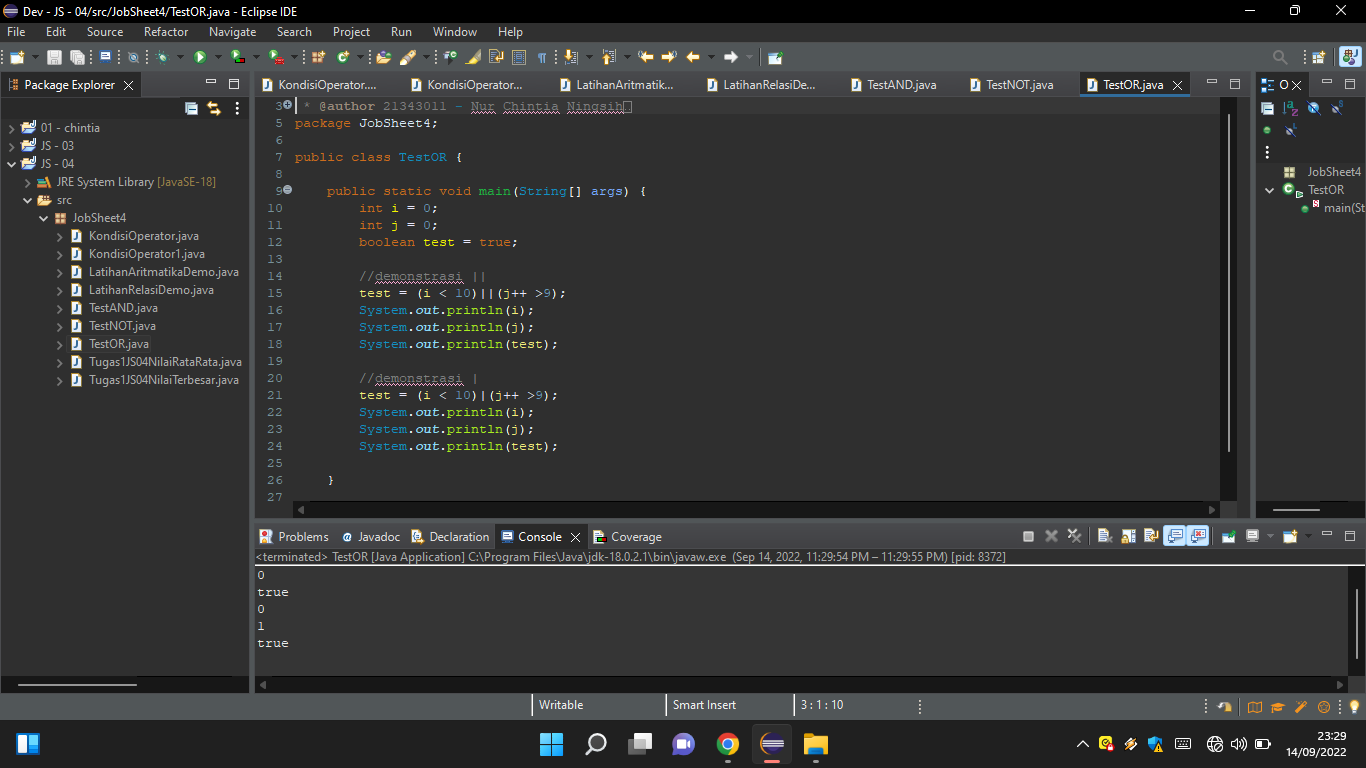 Dev - JS - 04/src/JobSheet4/TestOR.java - Eclipse IDE
File Edit Source Refactor Navigate Search Project Run Window Help
Package Explorer
01 - chintia
JS - 03
JS - 04
JRE System Library [JavaSE-18]
src
JobSheet4
KondisiOperator.java
KondisiOperator1.java
LatihanAritmatikaDemo.java
LatihanRelasiDemo.java
TestAND.java
TestNOT.java
TestOR.java
Tugas1JS04NilaiRataRata.java
Tugas1JS04NilaiTerbesar.java
KondisiOperator.... KondisiOperator... LatihanAritmatik... LatihanRelasiDe... TestAND.java TestNOT.java TestOR.java
3 * @author 21343011 - Nur Chintia Ningsih
5 package JobSheet4;
6
7 public class TestOR {
8
9 public static void main(String[] args) {
10 int i = 0;
11 int j = 0;
12 boolean test = true;
13
14 //demonstrasi ||
15 test = (i < 10)||(j++ >9);
16 System.out.println(i);
17 System.out.println(j);
18 System.out.println(test);
19
20 //demonstrasi |
21 test = (i < 10)|(j++ >9);
22 System.out.println(i);
23 System.out.println(j);
24 System.out.println(test);
25
26 }
27
O
JobSheet4
TestOR
main(St
Problems Javadoc Declaration Console Coverage
<terminated> TestOR [Java Application] C:\Program Files\Java\jdk-18.0.2.1\bin\javaw.exe (Sep 14, 2022, 11:29:54 PM – 11:29:55 PM) [pid: 8372]
0
true
0
1
true
Writable Smart Insert 3 : 1 : 10
23:29
14/09/2022